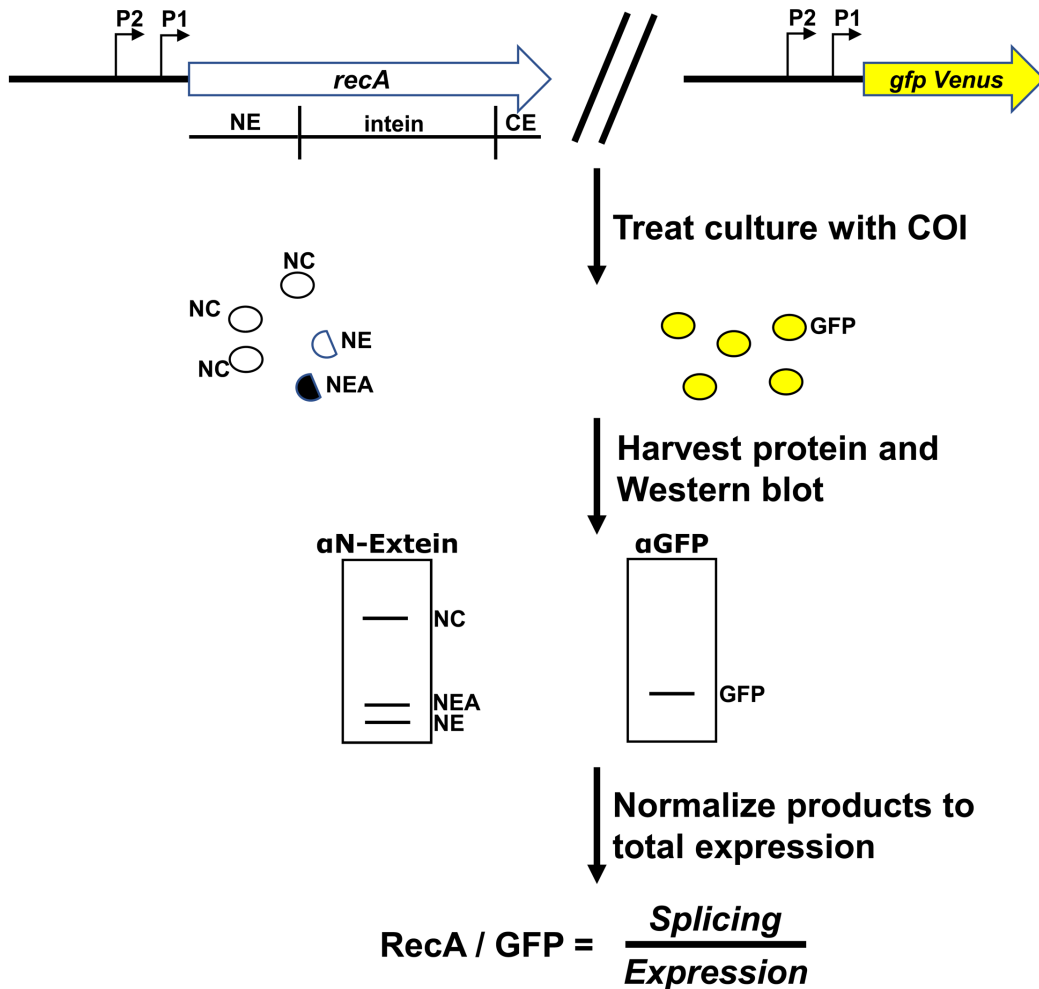 P2 P1 P2 P1
recA gfp Venus
NE intein CE
Treat culture with COI
NC
NC
NC
NE
NEA
GFP
Harvest protein and
Western blot
αN-Extein αGFP
NC
NEA
NE
GFP
Normalize products to
total expression
RecA / GFP = Splicing
Expression